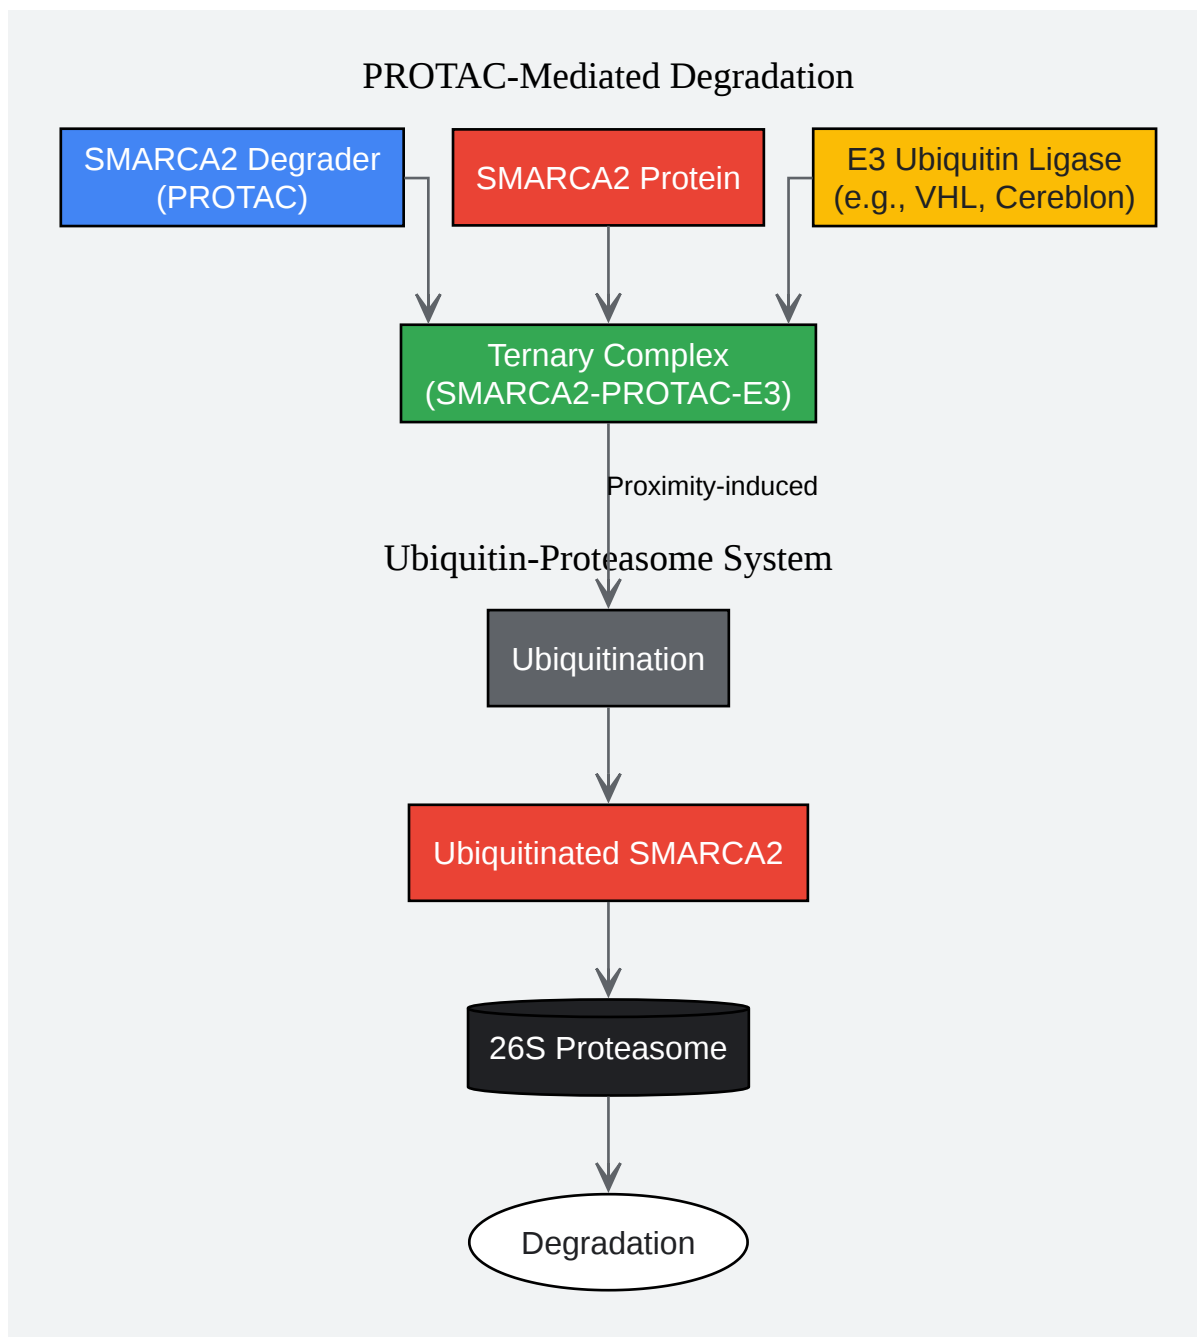 PROTAC-Mediated Degradation
SMARCA2 Degrader
(PROTAC)
SMARCA2 Protein
E3 Ubiquitin Ligase
(e.g., VHL, Cereblon)
Ternary Complex
(SMARCA2-PROTAC-E3)
Proximity-induced
Ubiquitin-Proteasome System
Ubiquitination
Ubiquitinated SMARCA2
26S Proteasome
Degradation